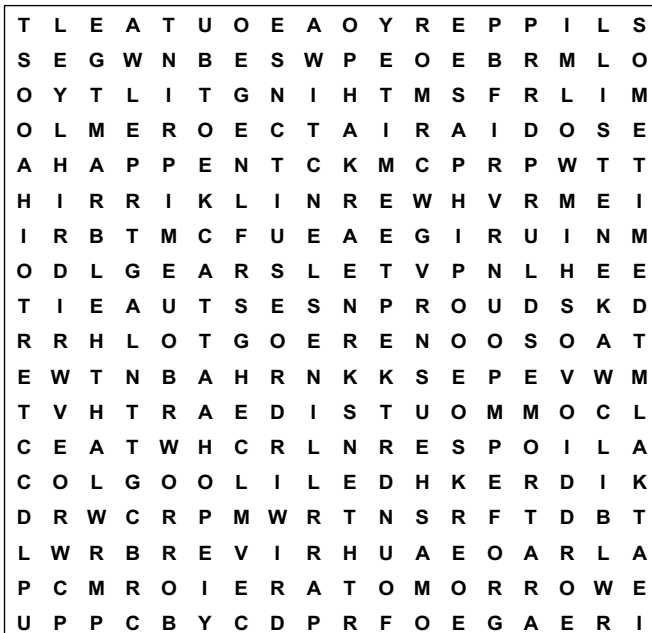 T L E A T U O E A O Y R E P P I L S
S E G W N B E S W P E O E B R M L O
O Y T L I T G N I H T M S F R L I M
O L M E R O E C T A I R A I D O S E
A H A P P E N T C K M C P R P W T T
H I R R I K L I N R E W H V R M E I
I R B T M C F U E A E G I R U I N M
O D L G E A R S L E T V P N L H E E
T I E A U T S E S N P R O U D S K D
R R H L O T G O E R E N O O S O A T
E W T N B A H R N K K S E P E V W M
T V H T R A E D I S T U O M M O C L
C E A T W H C R L N R E S P O I L A
C O L G O O L I L E D H K E R D I K
D R W C R P M W R T N S R F T D B T
L W R B R E V I R H U A E O A R L A
P C M R O I E R A T O M O R R O W E
U P P C B Y C D P R F O E G A E R I